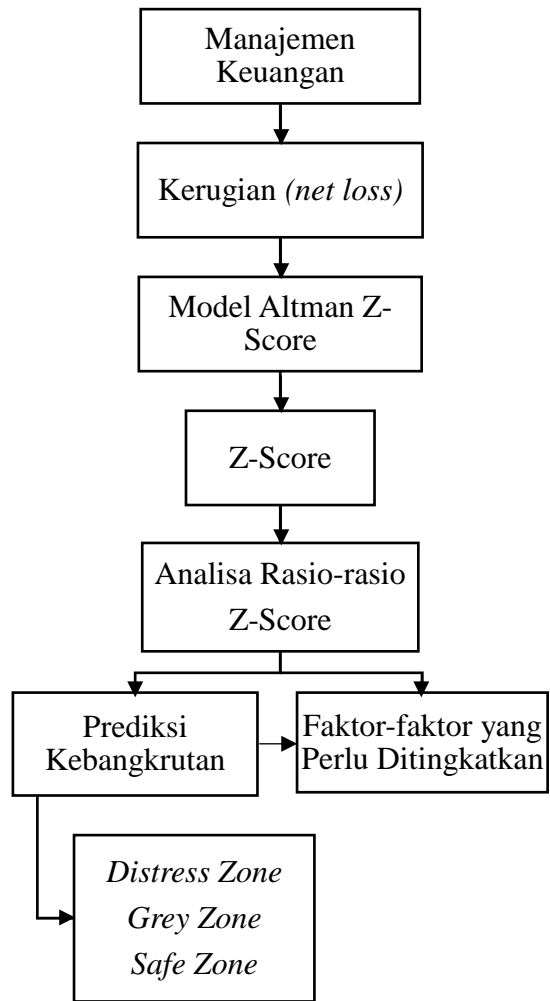 Manajemen
Keuangan
Kerugian (net loss)
Model Altman Z-
Score
Z-Score
Analisa Rasio-rasio
Z-Score
Prediksi
Kebangkrutan
Faktor-faktor yang
Perlu Ditingkatkan
Distress Zone
Grey Zone
Safe Zone